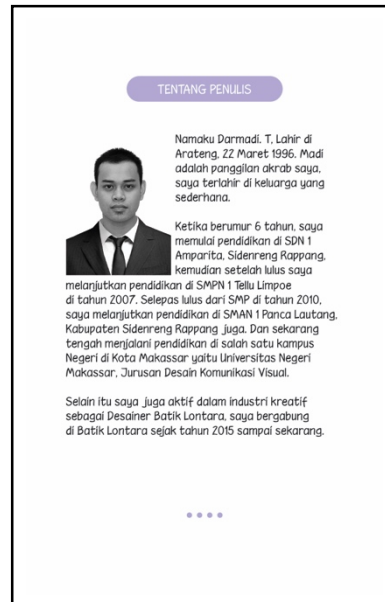 TENTANG PENULIS
Namaku Darmadi. T, Lahir di
Arateng, 22 Maret 1996. Madi
adalah panggilan akrab saya,
saya terlahir di keluarga yang
sederhana.
Ketika berumur 6 tahun, saya
memulai pendidikan di SDN 1
Amparita, Sidenreng Rappang,
kemudian setelah lulus saya
melanjutkan pendidikan di SMPN 1 Tellu Limpoe
di tahun 2007. Selepas lulus dari SMP di tahun 2010,
saya melanjutkan pendidikan di SMAN 1 Panca Lautang,
Kabupaten Sidenreng Rappang juga. Dan sekarang
tengah menjalani pendidikan di salah satu kampus
Negeri di Kota Makassar yaitu Universitas Negeri
Makassar, Jurusan Desain Komunikasi Visual.
Selain itu saya juga aktif dalam industri kreatif
sebagai Desainer Batik Lontara, saya bergabung
di Batik Lontara sejak tahun 2015 sampai sekarang.